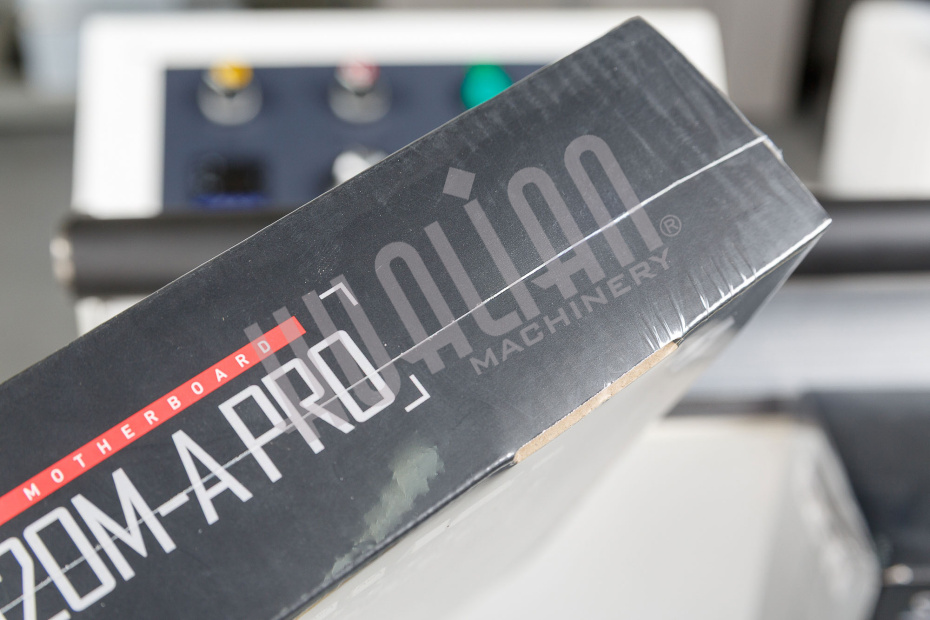 HUALIAN®
MACHINERY
MOTHERBOARD
20M-A PRO